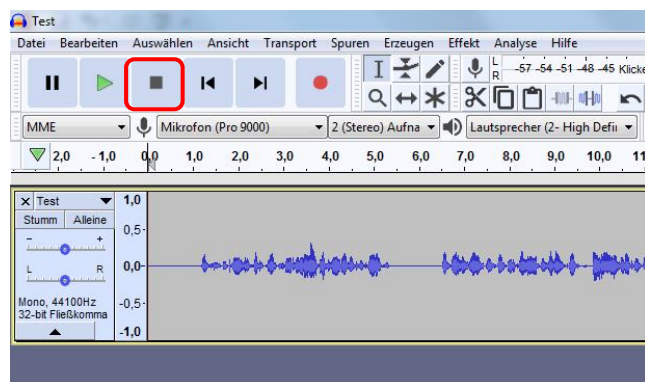 Test
Datei Bearbeiten Auswählen Ansicht Transport Spuren Erzeugen Effekt Analyse Hilfe
L R -57 -54 -51 -48 -45 Klicke
MME Mikrofon (Pro 9000) 2 (Stereo) Aufna Lautsprecher (2- High Defi
2,0 - 1,0 0,0 1,0 2,0 3,0 4,0 5,0 6,0 7,0 8,0 9,0 10,0 11
X Test 1,0
Stumm Alleine
0,5-
- +
L R 0,0-
Mono, 44100Hz
32-bit Fließkomma
-0,5-
-1,0